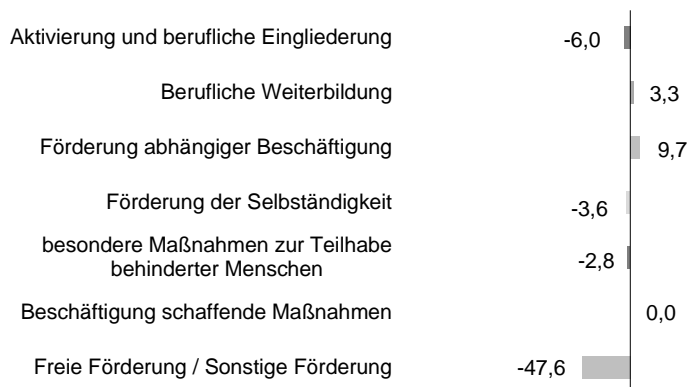 Aktivierung und berufliche Eingliederung -6,0
Berufliche Weiterbildung 3,3
Förderung abhängiger Beschäftigung 9,7
Förderung der Selbständigkeit -3,6
besondere Maßnahmen zur Teilhabe
behinderter Menschen -2,8
Beschäftigung schaffende Maßnahmen 0,0
Freie Förderung / Sonstige Förderung -47,6